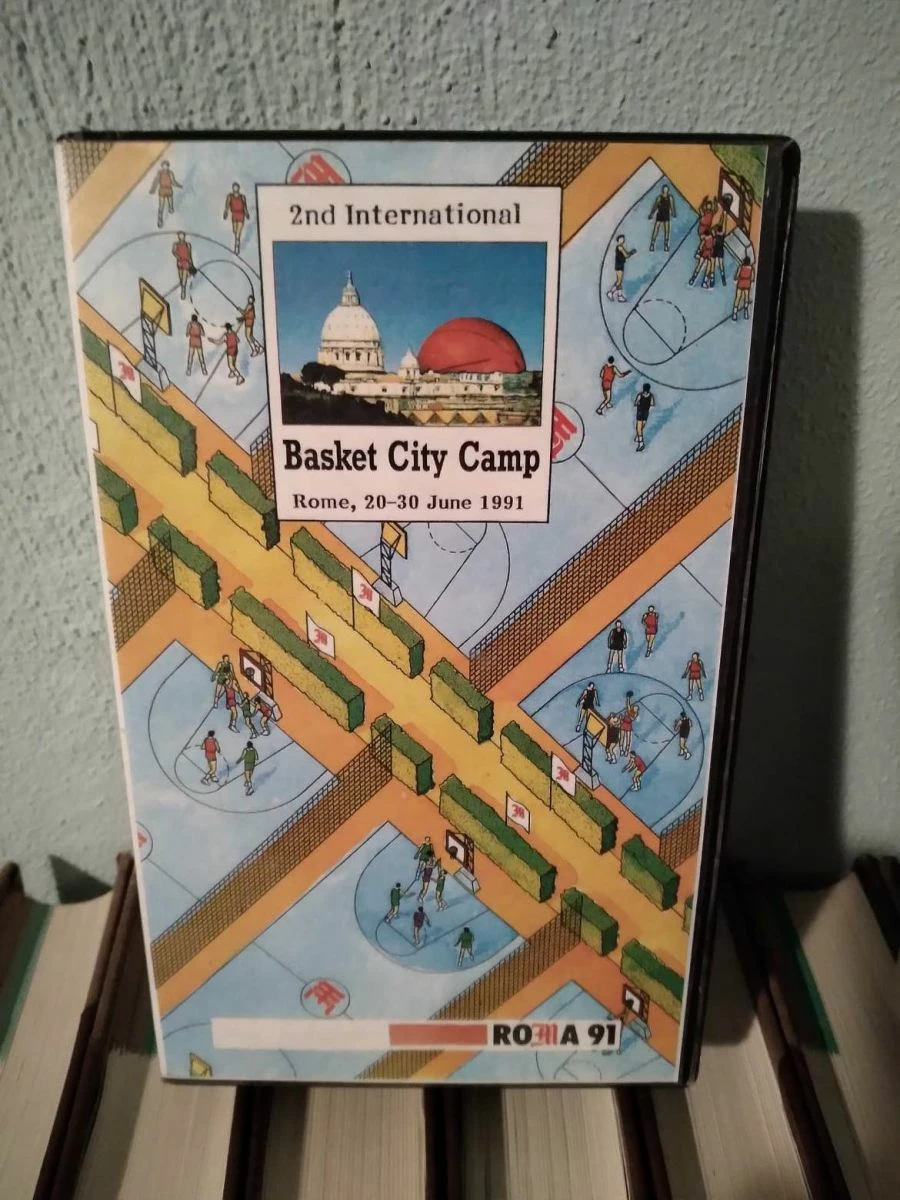 2nd International
Basket City Camp
Rome, 20-30 June 1991
ROMA 91